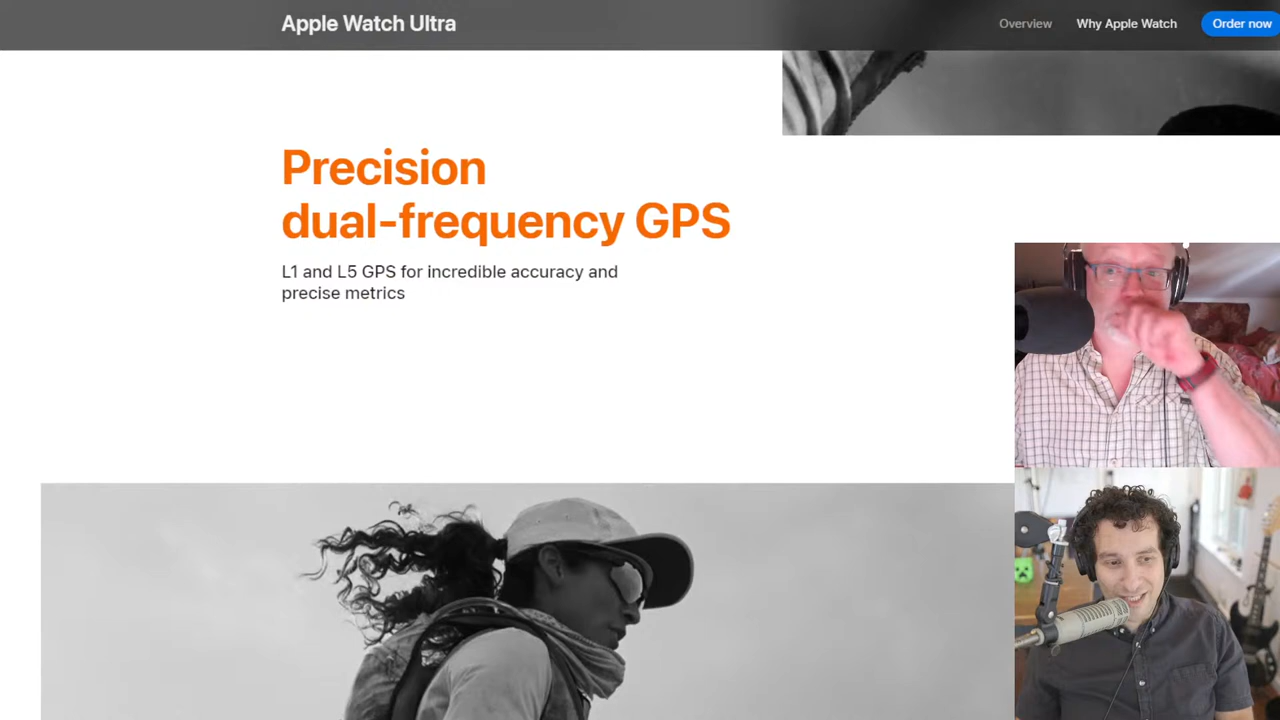 Apple Watch Ultra
Overview
Why Apple Watch
Order now
Precision
dual-frequency GPS
L1 and L5 GPS for incredible accuracy and
precise metrics